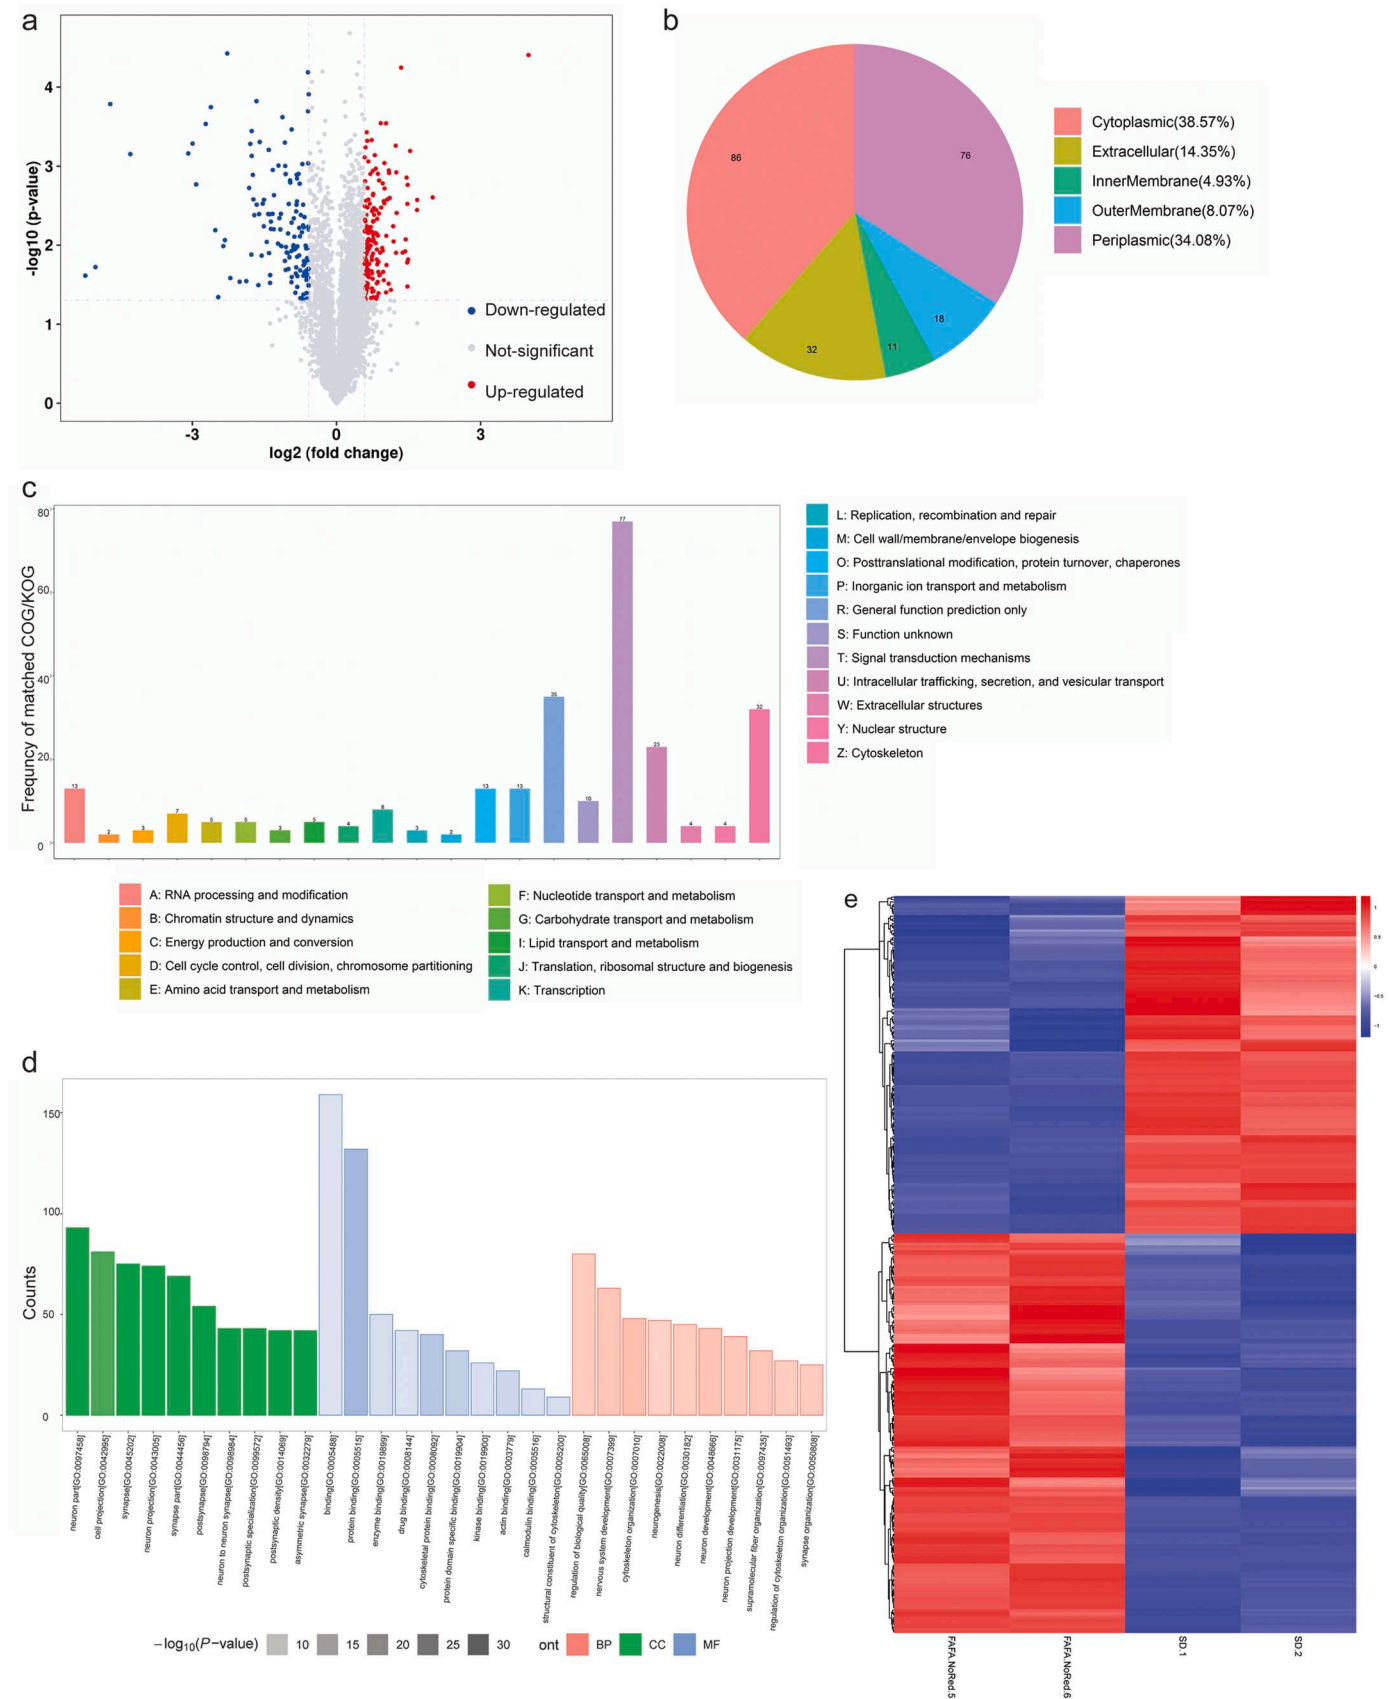 a
-log10 (p-value)
4
3
2
1
0
-3
0
3
log2 (fold change)
Down-regulated
Not-significant
Up-regulated
b
86
76
32
11
18
Cytoplasmic(38.57%)
Extracellular(14.35%)
InnerMembrane(4.93%)
OuterMembrane(8.07%)
Periplasmic(34.08%)
c
Frequncy of matched COG/KOG
80
60
40
20
0
13
2
3
7
5
5
3
5
4
8
3
2
13
13
35
10
77
23
4
4
32
L: Replication, recombination and repair
M: Cell wall/membrane/envelope biogenesis
O: Posttranslational modification, protein turnover, chaperones
P: Inorganic ion transport and metabolism
R: General function prediction only
S: Function unknown
T: Signal transduction mechanisms
U: Intracellular trafficking, secretion, and vesicular transport
W: Extracellular structures
Y: Nuclear structure
Z: Cytoskeleton
A: RNA processing and modification
B: Chromatin structure and dynamics
C: Energy production and conversion
D: Cell cycle control, cell division, chromosome partitioning
E: Amino acid transport and metabolism
F: Nucleotide transport and metabolism
G: Carbohydrate transport and metabolism
I: Lipid transport and metabolism
J: Translation, ribosomal structure and biogenesis
K: Transcription
d
Counts
150
100
50
0
neuron part[GO:0097458]
cell projection[GO:0042995]
synapse[GO:0045202]
neuron projection[GO:0043005]
synapse part[GO:0044456]
postsynapse[GO:0098794]
neuron to neuron synapse[GO:0098984]
postsynaptic specialization[GO:0099572]
postsynaptic density[GO:0014069]
asymmetric synapse[GO:0032279]
binding[GO:0005488]
protein binding[GO:0005515]
enzyme binding[GO:0019899]
drug binding[GO:0008144]
cytoskeletal protein binding[GO:0008092]
protein domain specific binding[GO:0019904]
kinase binding[GO:0019900]
actin binding[GO:0003779]
calmodulin binding[GO:0005516]
structural constituent of cytoskeleton[GO:0005200]
regulation of biological quality[GO:0065008]
nervous system development[GO:0007399]
cytoskeleton organization[GO:0007010]
neurogenesis[GO:0022008]
neuron differentiation[GO:0030182]
neuron development[GO:0048666]
neuron projection development[GO:0031175]
supramolecular fiber organization[GO:0097435]
regulation of cytoskeleton organization[GO:0051493]
synapse organization[GO:0050808]
−log10(P−value)
10
15
20
25
30
ont
BP
CC
MF
e
1
0.5
0
−0.5
−1
FAFA.NoRed.5
FAFA.NoRed.6
SD.1
SD.2